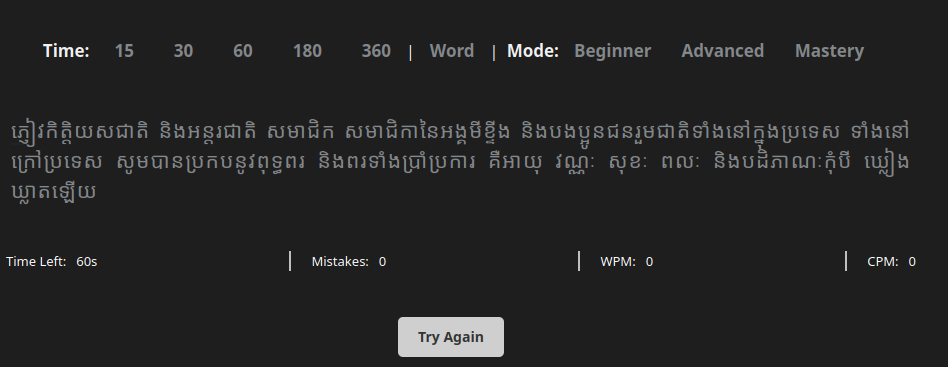 Time: 15 30 60 180 360 | Word | Mode: Beginner Advanced Mastery
ភ្ញៀវកិត្តិយសជាតិ និងអន្តរជាតិ សមាជិក សមាជិកានៃអង្គមីខ្ទីង និងបងប្អូនជនរួមជាតិទាំងនៅក្នុងប្រទេស ទាំងនៅ
ក្រៅប្រទេស សូមបានប្រកបនូវពុទ្ធពរ និងពរទាំងប្រាំប្រការ គឺអាយុ វណ្ណៈ សុខៈ ពលៈ និងបដិភាណៈកុំបី ឃ្លៀង
ឃ្លាតឡើយ
Time Left: 60s | Mistakes: 0 | WPM: 0 | CPM: 0
Try Again